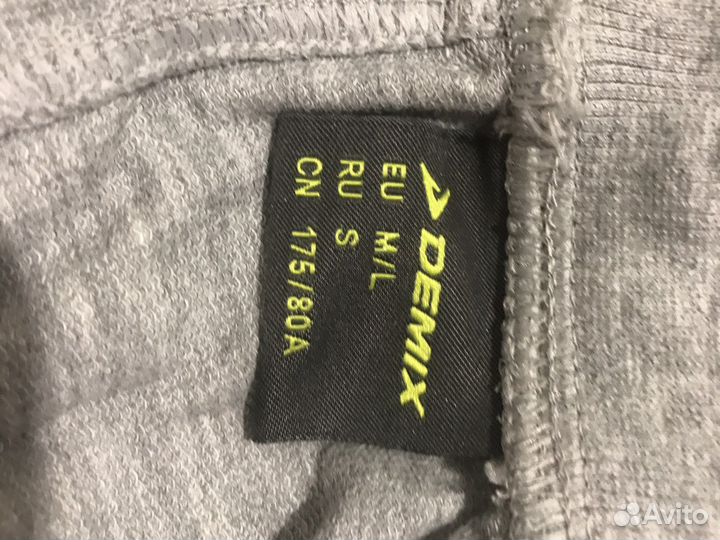 DEMIX
EU M/L
RU S
CN 175/80A
Avito